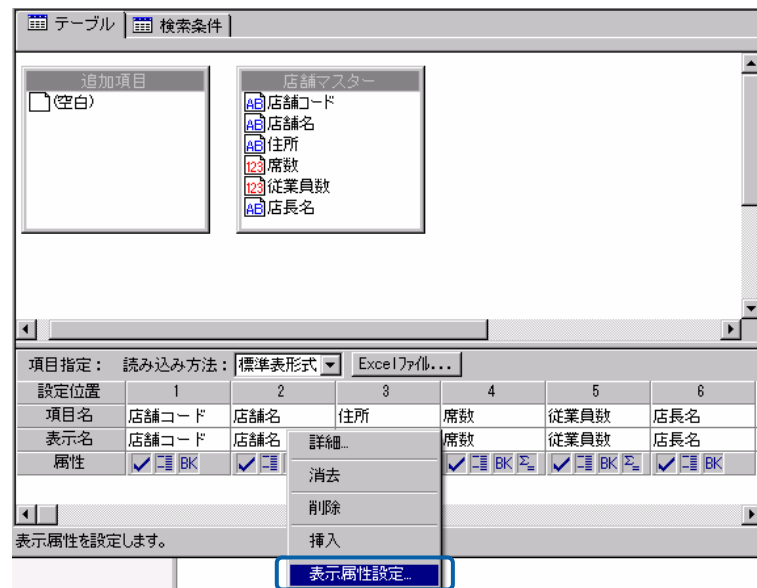 テーブル 検索条件
追加項目 店舗マスター
(空白)
AB 店舗コード
AB 店舗名
AB 住所
123 席数
123 従業員数
AB 店長名
項目指定： 読み込み方法： 標準表形式 Excelファイル...
設定位置 1 2 3 4 5 6
項目名 店舗コード 店舗名 住所 席数 従業員数 店長名
表示名 店舗コード 店舗名 席数 従業員数 店長名
属性 BK BK Σ BK Σ BK
詳細...
消去
削除
挿入
表示属性設定...
表示属性を設定します。